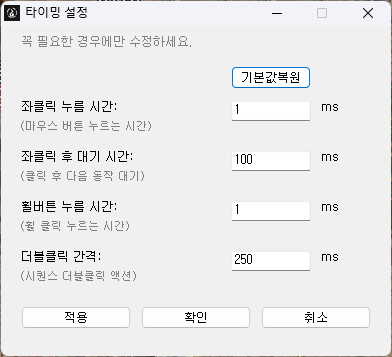 타이밍 설정
꼭 필요한 경우에만 수정하세요.
기본값복원
좌클릭 누름 시간: 1 ms
(마우스 버튼 누르는 시간)
좌클릭 후 대기 시간: 100 ms
(클릭 후 다음 동작 대기)
휠버튼 누름 시간: 1 ms
(휠 클릭 누르는 시간)
더블클릭 간격: 250 ms
(시퀀스 더블클릭 액션)
적용 확인 취소